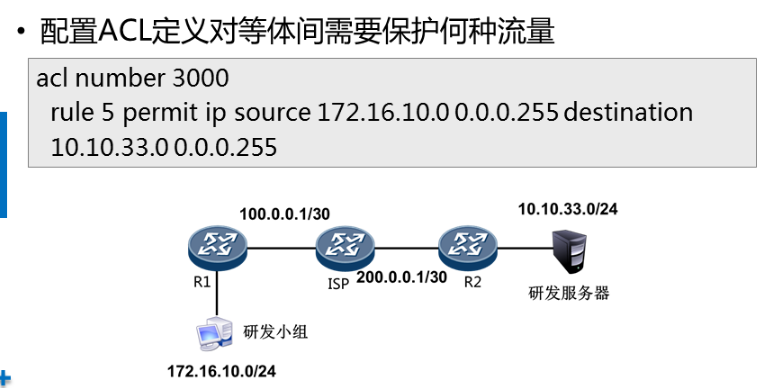 • 配置ACL定义对等体间需要保护何种流量
acl number 3000
rule 5 permit ip source 172.16.10.0 0.0.0.255 destination
10.10.33.0 0.0.0.255
100.0.0.1/30
10.10.33.0/24
R1
ISP
200.0.0.1/30
R2
研发服务器
研发小组
172.16.10.0/24